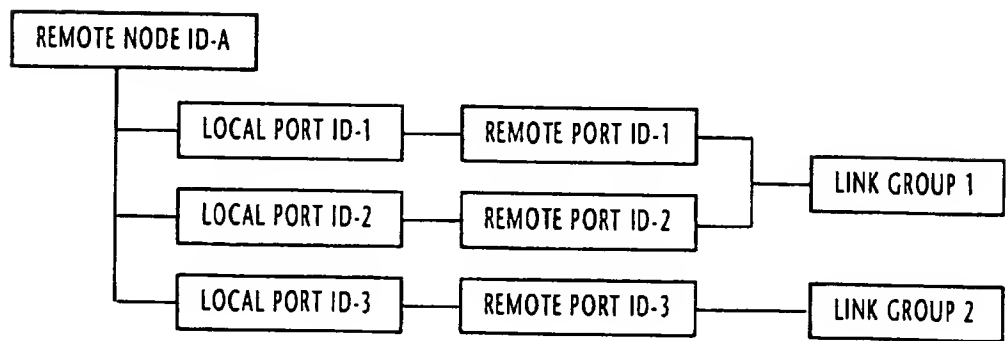 REMOTE NODE ID-A
LOCAL PORT ID-1
REMOTE PORT ID-1
LINK GROUP 1
LOCAL PORT ID-2
REMOTE PORT ID-2
LOCAL PORT ID-3
REMOTE PORT ID-3
LINK GROUP 2